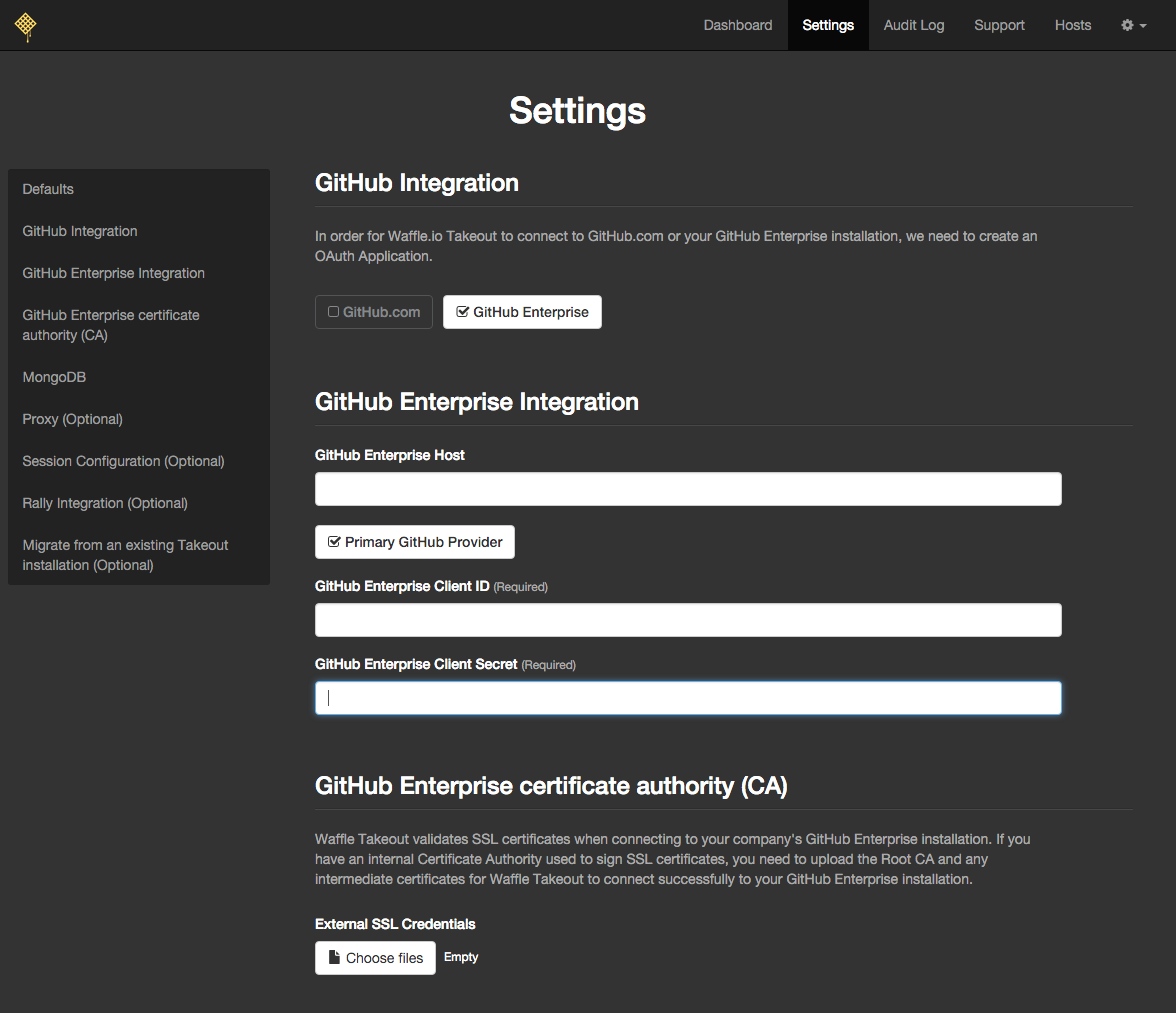 Dashboard Settings Audit Log Support Hosts
Settings
Defaults
GitHub Integration
GitHub Enterprise Integration
GitHub Enterprise certificate
authority (CA)
MongoDB
Proxy (Optional)
Session Configuration (Optional)
Rally Integration (Optional)
Migrate from an existing Takeout
installation (Optional)
GitHub Integration
In order for Waffle.io Takeout to connect to GitHub.com or your GitHub Enterprise installation, we need to create an
OAuth Application.
GitHub.com GitHub Enterprise
GitHub Enterprise Integration
GitHub Enterprise Host
Primary GitHub Provider
GitHub Enterprise Client ID (Required)
GitHub Enterprise Client Secret (Required)
GitHub Enterprise certificate authority (CA)
Waffle Takeout validates SSL certificates when connecting to your company's GitHub Enterprise installation. If you
have an internal Certificate Authority used to sign SSL certificates, you need to upload the Root CA and any
intermediate certificates for Waffle Takeout to connect successfully to your GitHub Enterprise installation.
External SSL Credentials
Choose files Empty